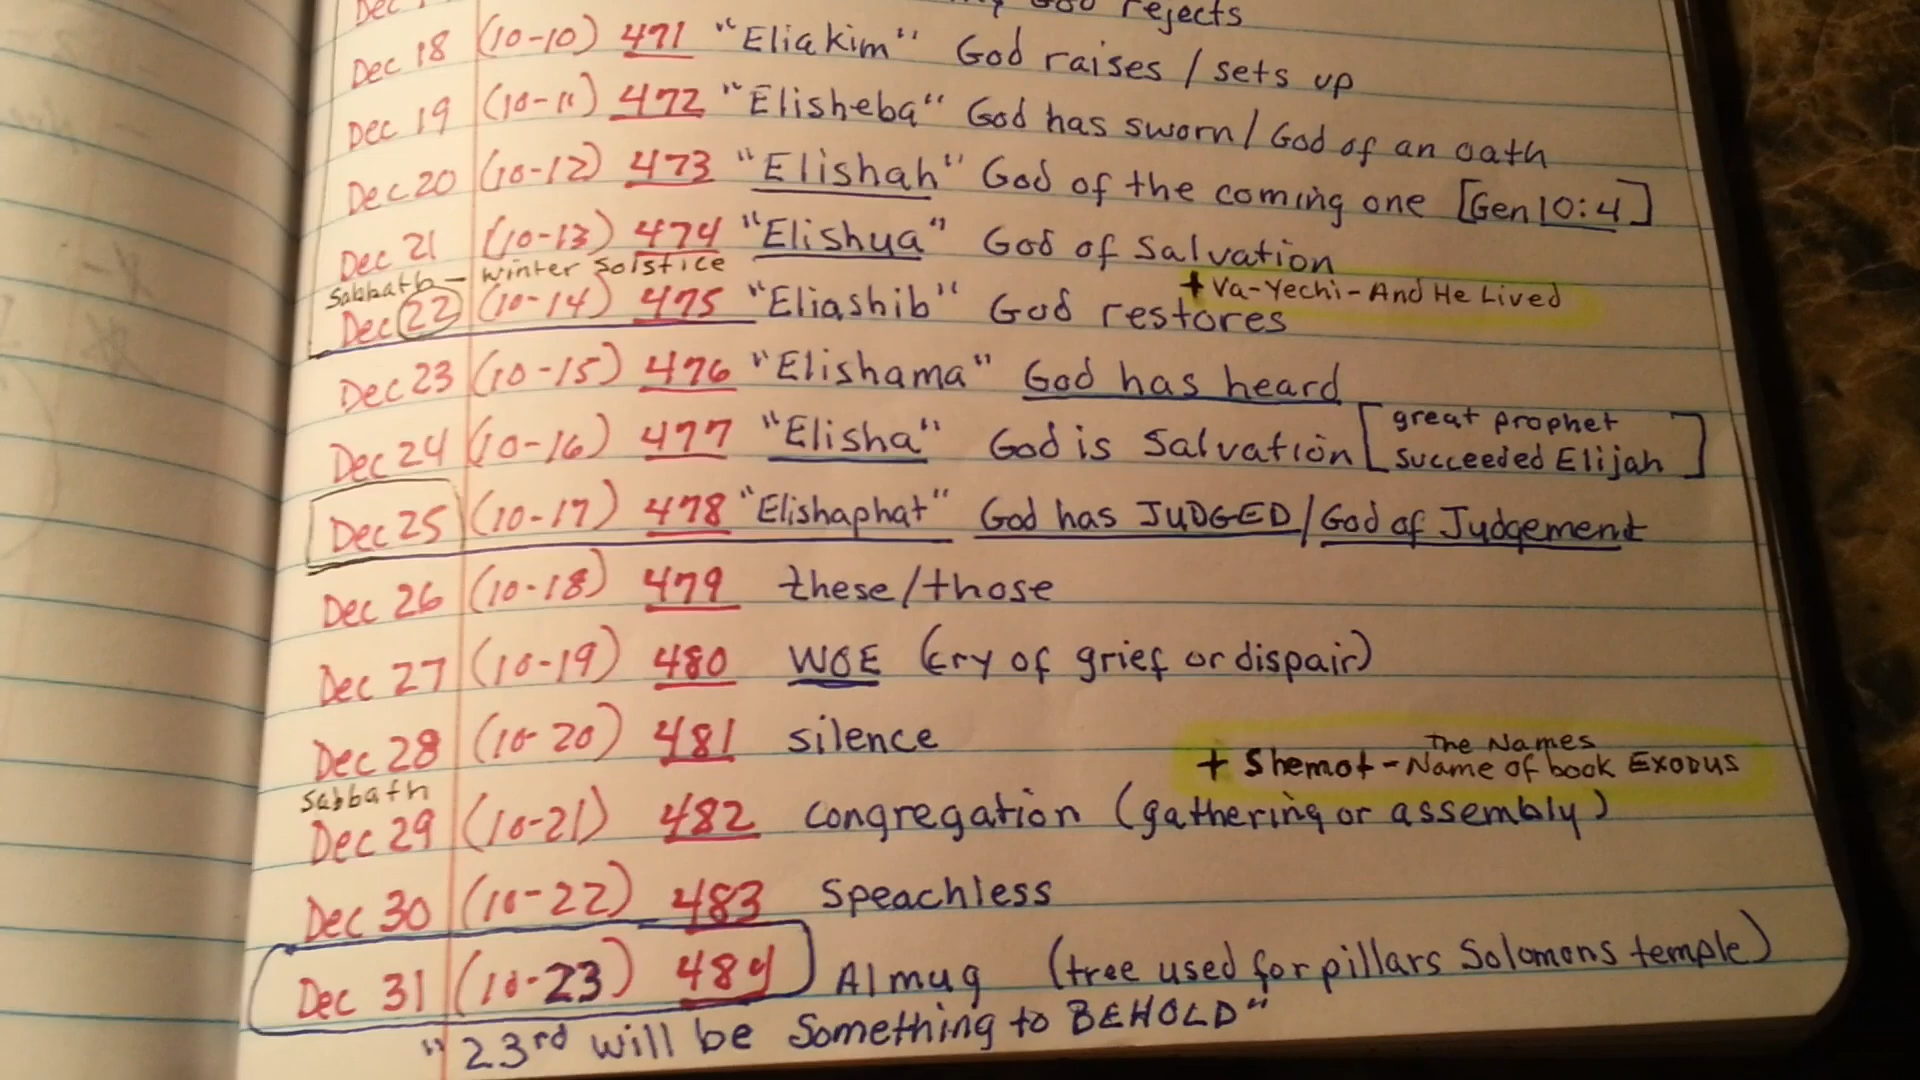 Dec
God rejects
Dec 18 (10-10) 471 "Eliakim" God raises / sets up
Dec 19 (10-11) 472 "Elisheba" God has sworn / God of an oath
Dec 20 (10-12) 473 "Elishah" God of the coming one [Gen 10:4]
Dec 21 (10-13) 474 "Elishua" God of Salvation
Sabbath - Winter Solstice
+ Va-Yechi - And He Lived
Dec 22 (10-14) 475 "Eliashib" God restores
Dec 23 (10-15) 476 "Elishama" God has heard
Dec 24 (10-16) 477 "Elisha" God is Salvation [great prophet
succeeded Elijah]
Dec 25 (10-17) 478 "Elishaphat" God has JUDGED / God of Judgement
Dec 26 (10-18) 479 these/those
Dec 27 (10-19) 480 WOE (cry of grief or dispair)
Dec 28 (10-20) 481 silence
The Names
+ Shemot - Name of book EXODUS
Sabbath
Dec 29 (10-21) 482 congregation (gathering or assembly)
Dec 30 (10-22) 483 Speachless
Dec 31 (10-23) 484 Almug (tree used for pillars Solomons temple)
"23rd will be Something to BEHOLD"